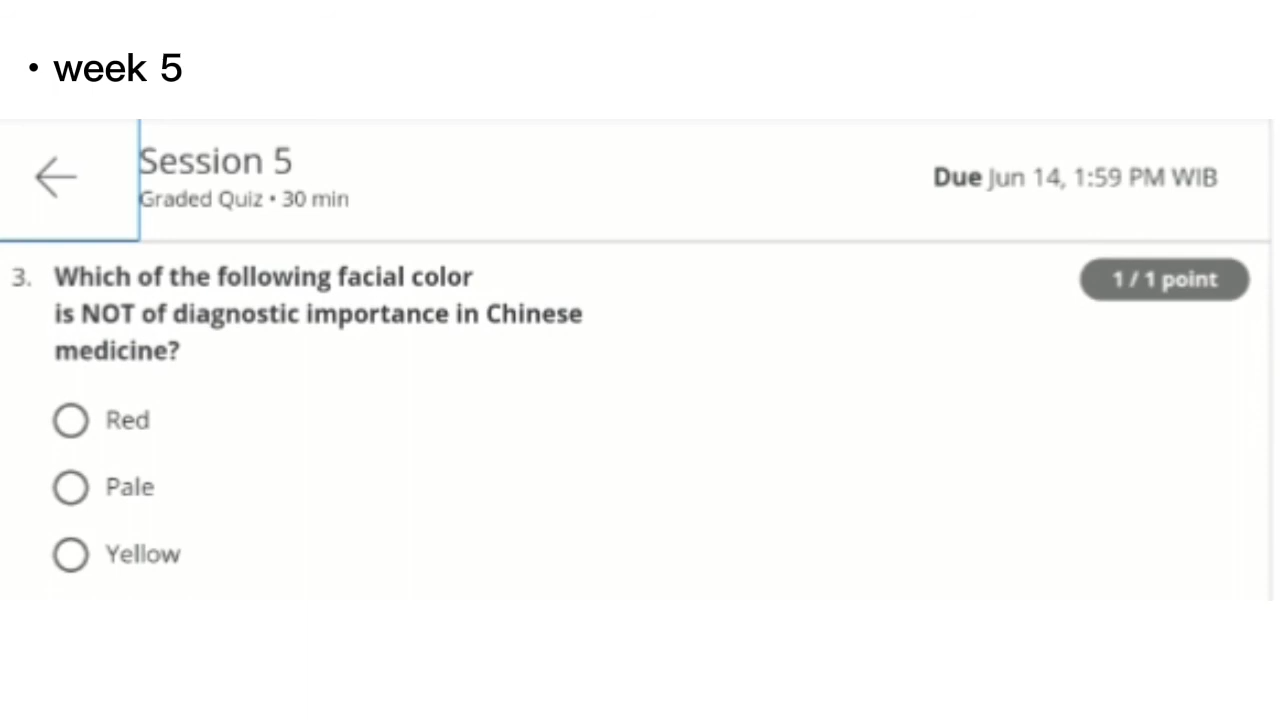 • week 5
Session 5
Graded Quiz • 30 min
Due Jun 14, 1:59 PM WIB
3. Which of the following facial color
is NOT of diagnostic importance in Chinese
medicine?
1 / 1 point
Red
Pale
Yellow